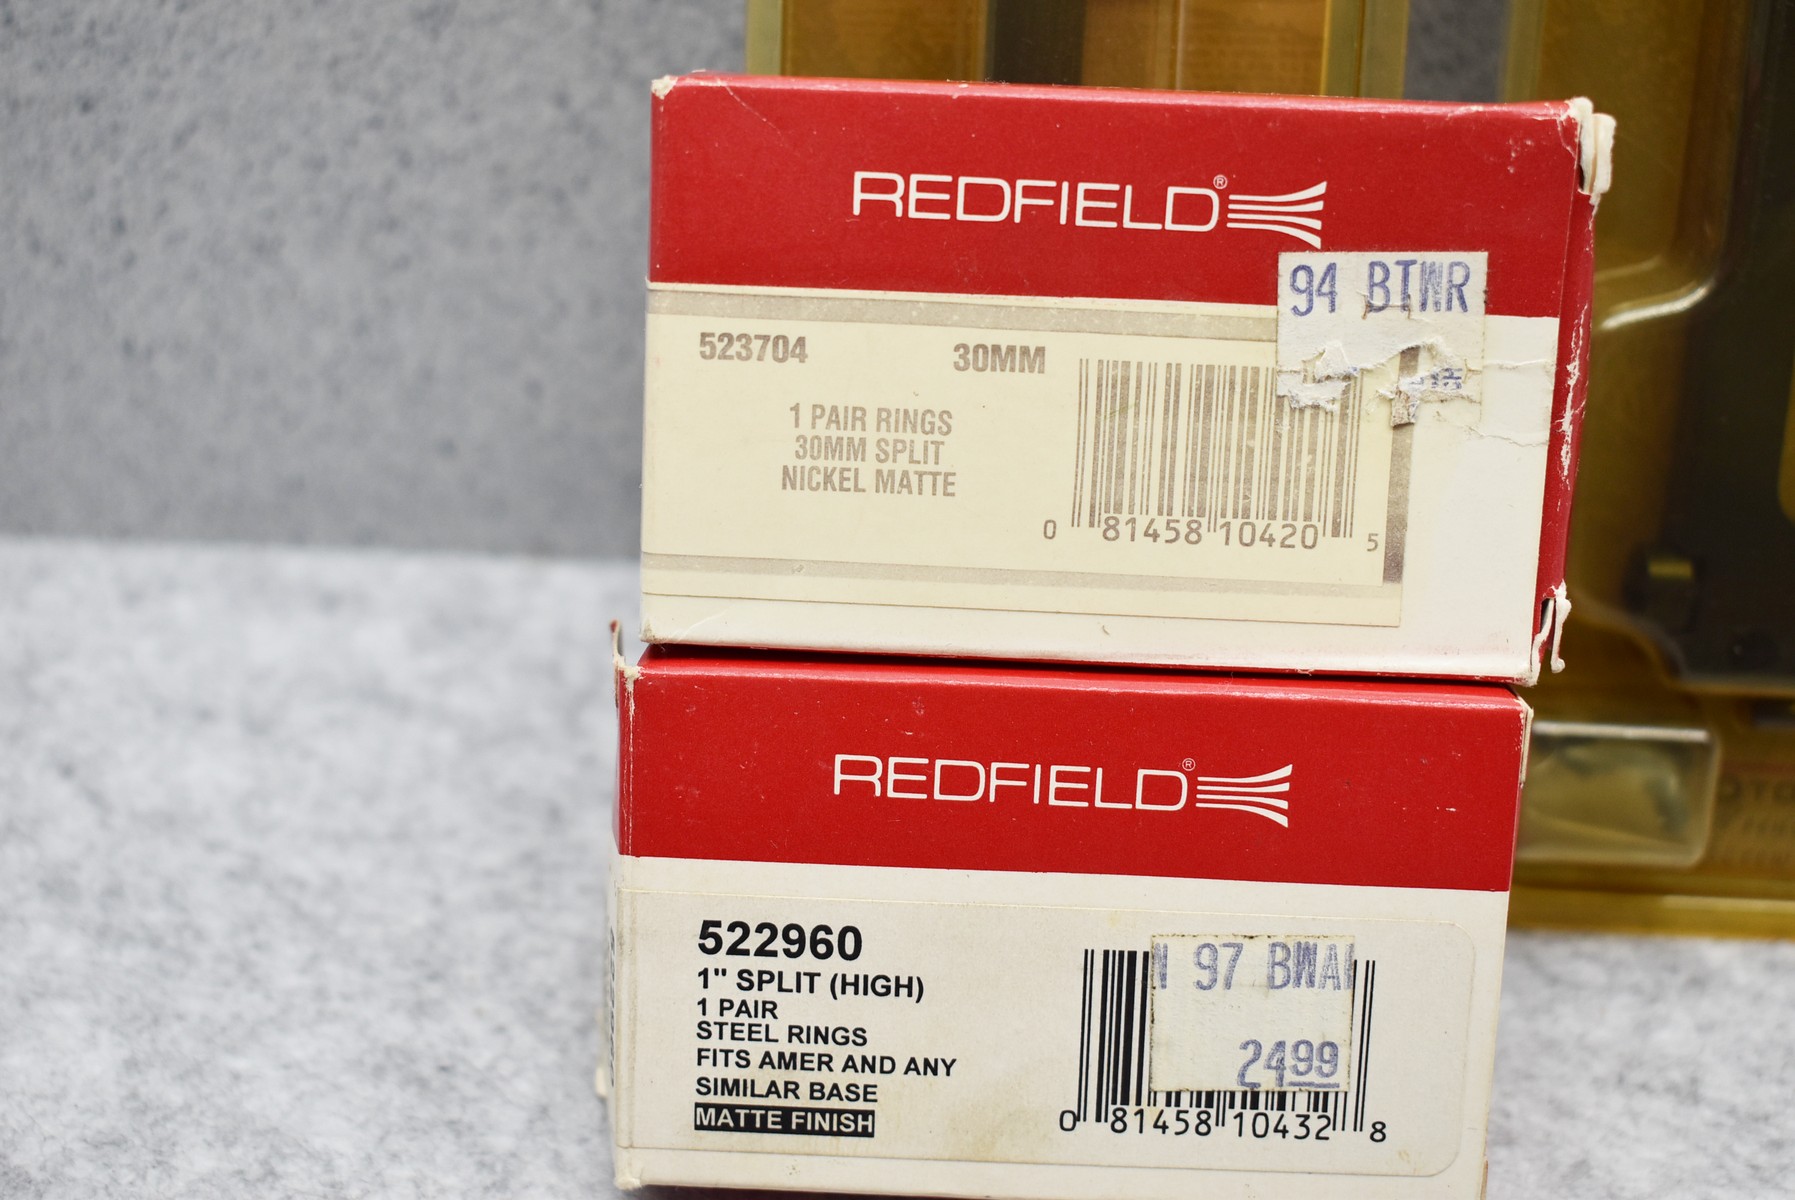 REDFIELD®
94 BTWR
523704 30MM
1 PAIR RINGS
30MM SPLIT
NICKEL MATTE
0 81458 10420 5
REDFIELD®
522960
1" SPLIT (HIGH)
1 PAIR
STEEL RINGS
FITS AMER AND ANY
SIMILAR BASE
MATTE FINISH
97
2499
0 81458 10432 8